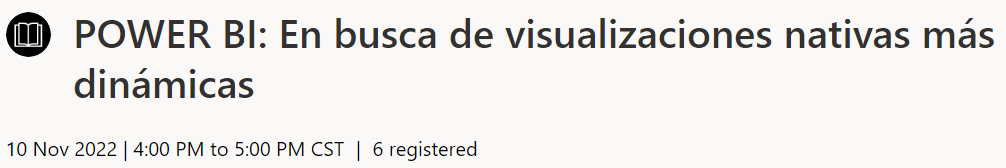 POWER BI: En busca de visualizaciones nativas más
dinámicas
10 Nov 2022 | 4:00 PM to 5:00 PM CST | 6 registered